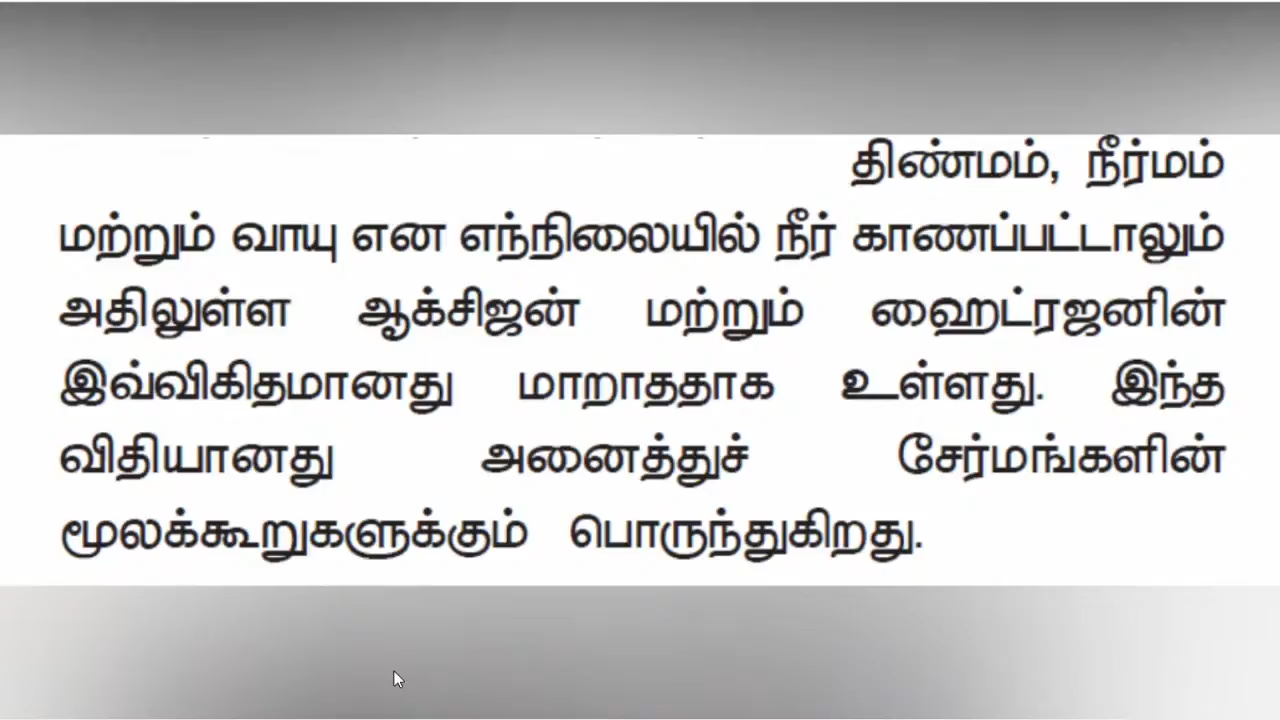 திண்மம், நீர்மம்
மற்றும் வாயு என எந்நிலையில் நீர் காணப்பட்டாலும்
அதிலுள்ள ஆக்சிஜன் மற்றும் ஹைட்ரஜனின்
இவ்விகிதமானது மாறாததாக உள்ளது. இந்த
விதியானது அனைத்துச் சேர்மங்களின்
மூலக்கூறுகளுக்கும் பொருந்துகிறது.